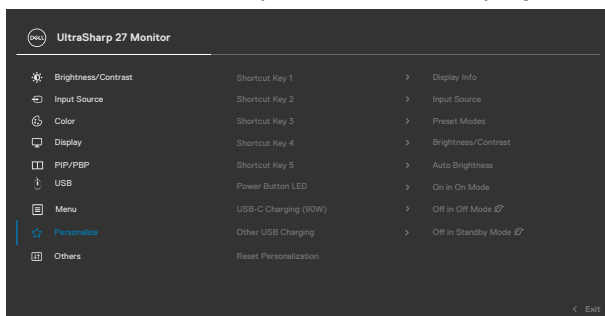 DELL UltraSharp 27 Monitor
Brightness/Contrast Shortcut Key 1 > Display Info
Input Source Shortcut Key 2 > Input Source
Color Shortcut Key 3 > Preset Modes
Display Shortcut Key 4 > Brightness/Contrast
PIP/PBP Shortcut Key 5 > Auto Brightness
USB Power Button LED > On in On Mode
Menu USB-C Charging (90W) > Off in Off Mode
Personalize Other USB Charging > Off in Standby Mode
Others Reset Personalization
< Exit